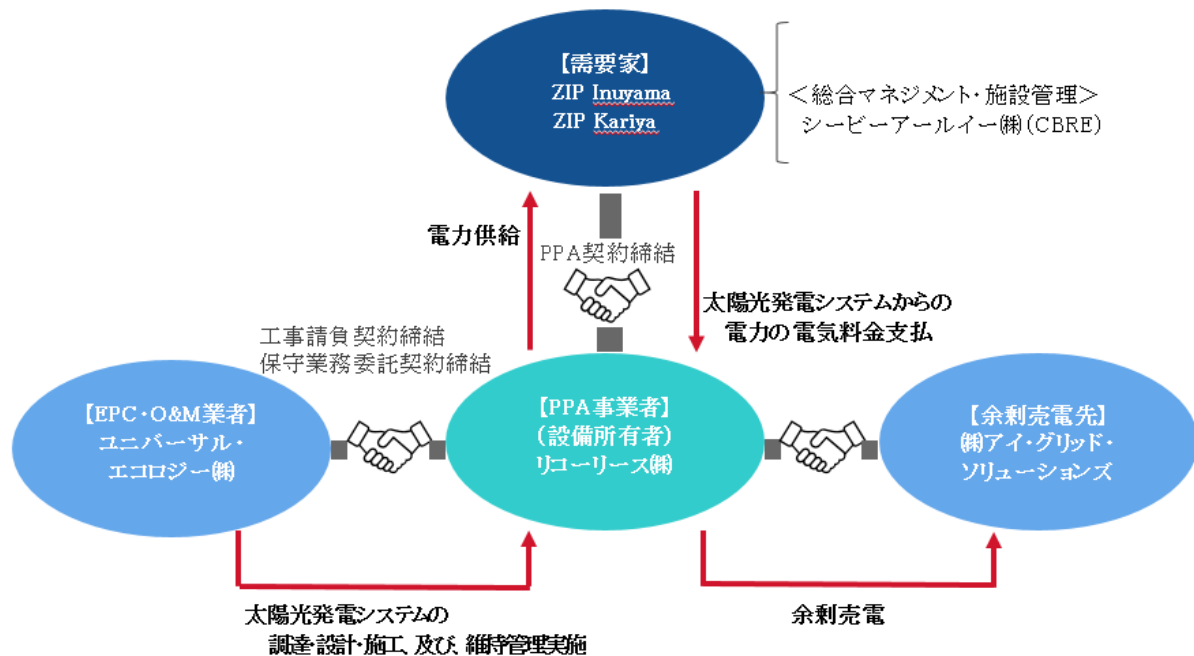 【需要家】
ZIP Inuyama
ZIP Kariya
＜総合マネジメント・施設管理＞
シービーアールイー㈱(CBRE)
電力供給
PPA契約締結
太陽光発電システムからの
電力の電気料金支払
工事請負契約締結
保守業務委託契約締結
【EPC・O&M業者】
ユニバーサル・
エコロジー㈱
【PPA事業者】
（設備所有者）
リコーリース㈱
【余剰売電先】
㈱アイ・グリッド・
ソリューションズ
太陽光発電システムの
調達・設計・施工、及び、維持管理実施
余剰売電